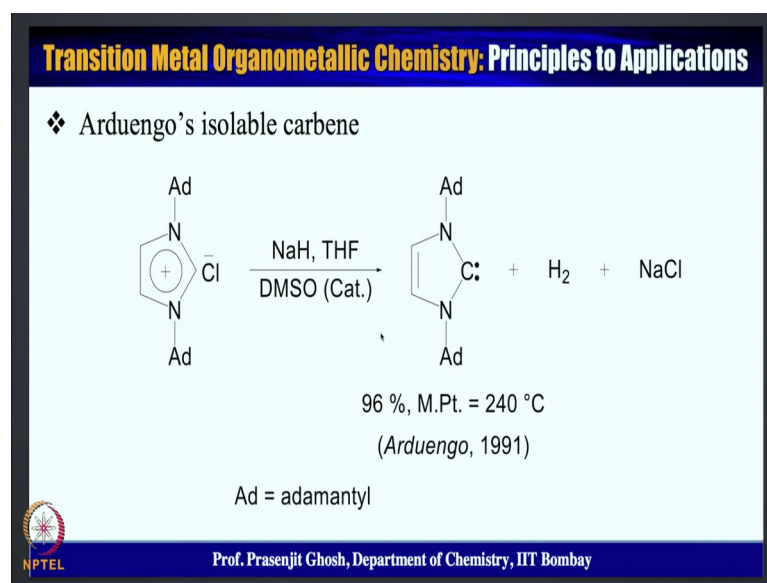 Transition Metal Organometallic Chemistry: Principles to Applications
❖ Arduengo’s isolable carbene
Ad
N
+
Cl̅
N
Ad
NaH, THF
DMSO (Cat.)
Ad
N
C:
N
Ad
+ H₂ + NaCl
96 %, M.Pt. = 240 °C
(Arduengo, 1991)
Ad = adamantyl
NPTEL
Prof. Prasenjit Ghosh, Department of Chemistry, IIT Bombay